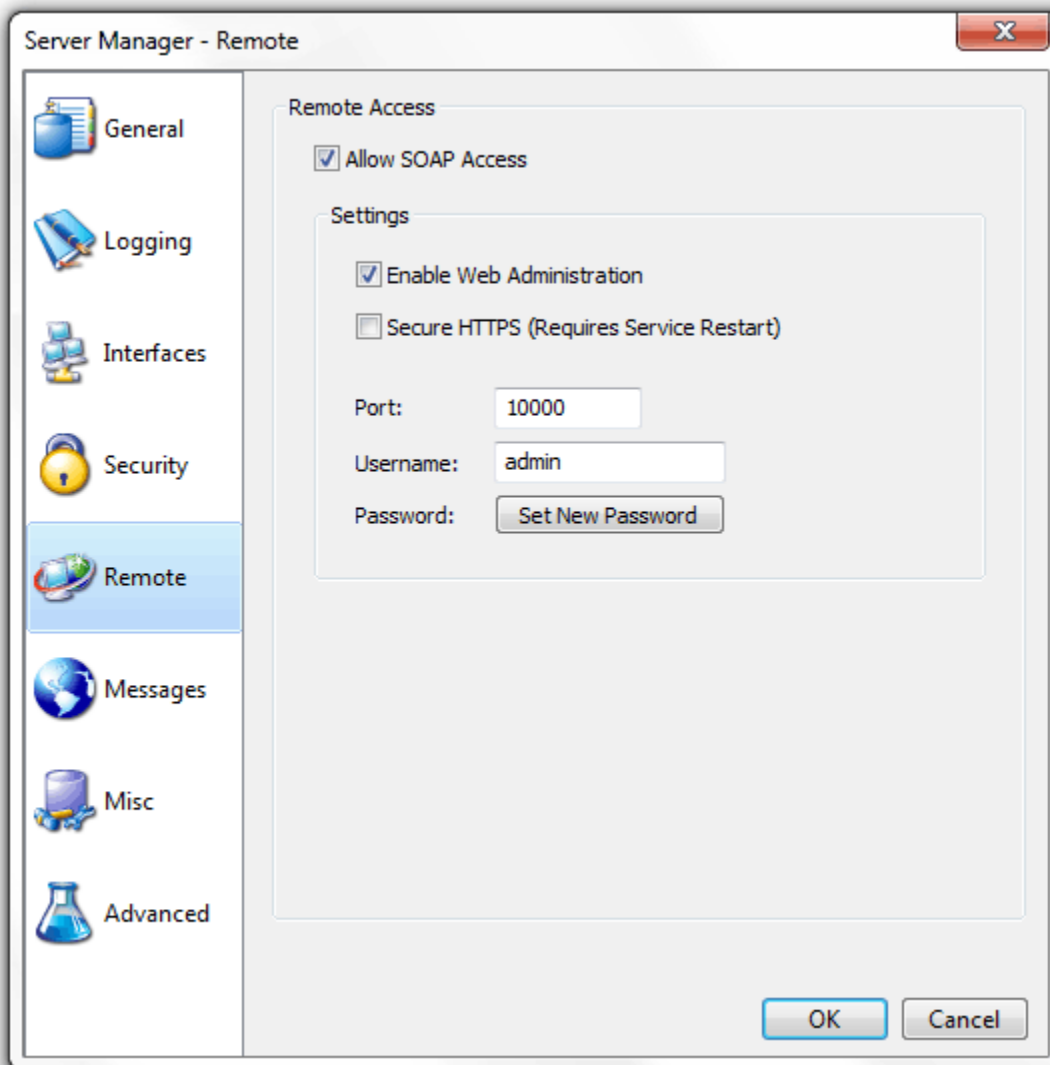 Server Manager - Remote
General
Logging
Interfaces
Security
Remote
Messages
Misc
Advanced
Remote Access
Allow SOAP Access
Settings
Enable Web Administration
Secure HTTPS (Requires Service Restart)
Port: 10000
Username: admin
Password: Set New Password
OK Cancel